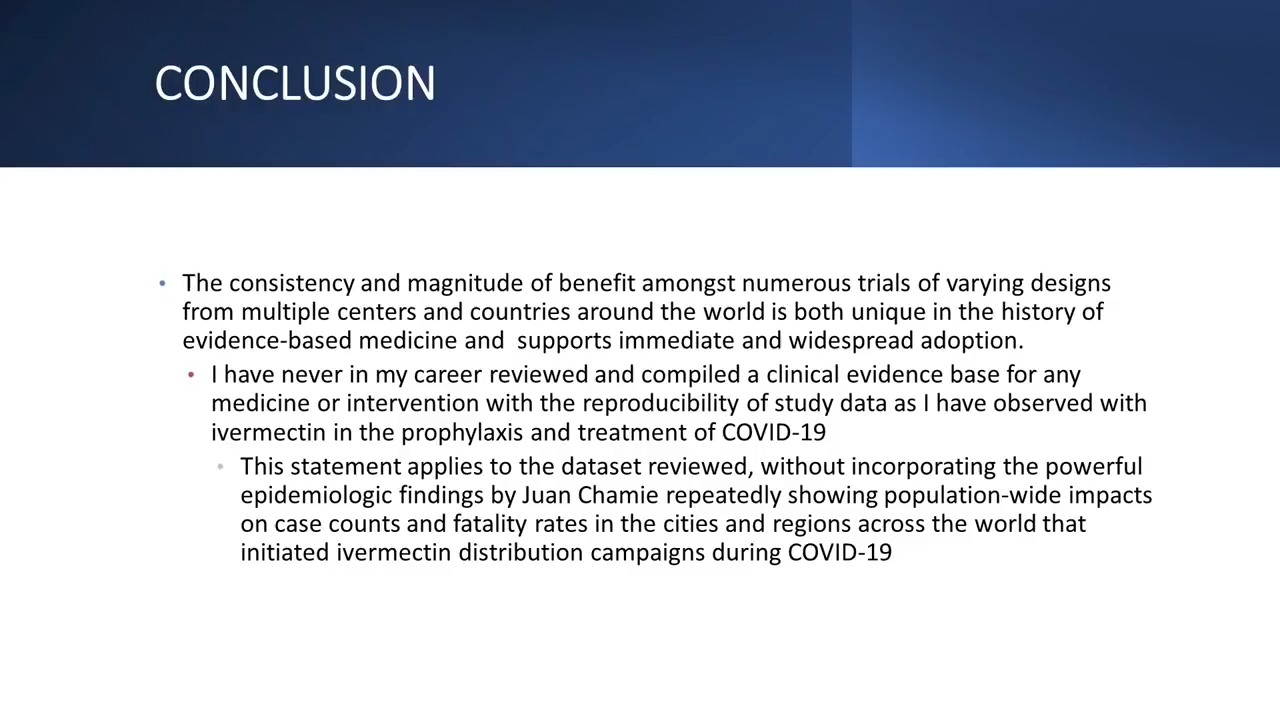 CONCLUSION
• The consistency and magnitude of benefit amongst numerous trials of varying designs
from multiple centers and countries around the world is both unique in the history of
evidence-based medicine and  supports immediate and widespread adoption.
• I have never in my career reviewed and compiled a clinical evidence base for any
medicine or intervention with the reproducibility of study data as I have observed with
ivermectin in the prophylaxis and treatment of COVID-19
• This statement applies to the dataset reviewed, without incorporating the powerful
epidemiologic findings by Juan Chamie repeatedly showing population-wide impacts
on case counts and fatality rates in the cities and regions across the world that
initiated ivermectin distribution campaigns during COVID-19